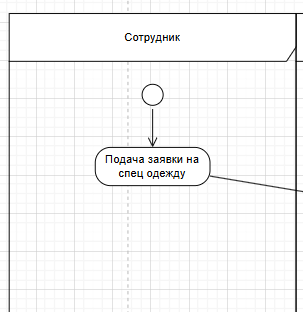 Сотрудник
Подача заявки на
спец одежду